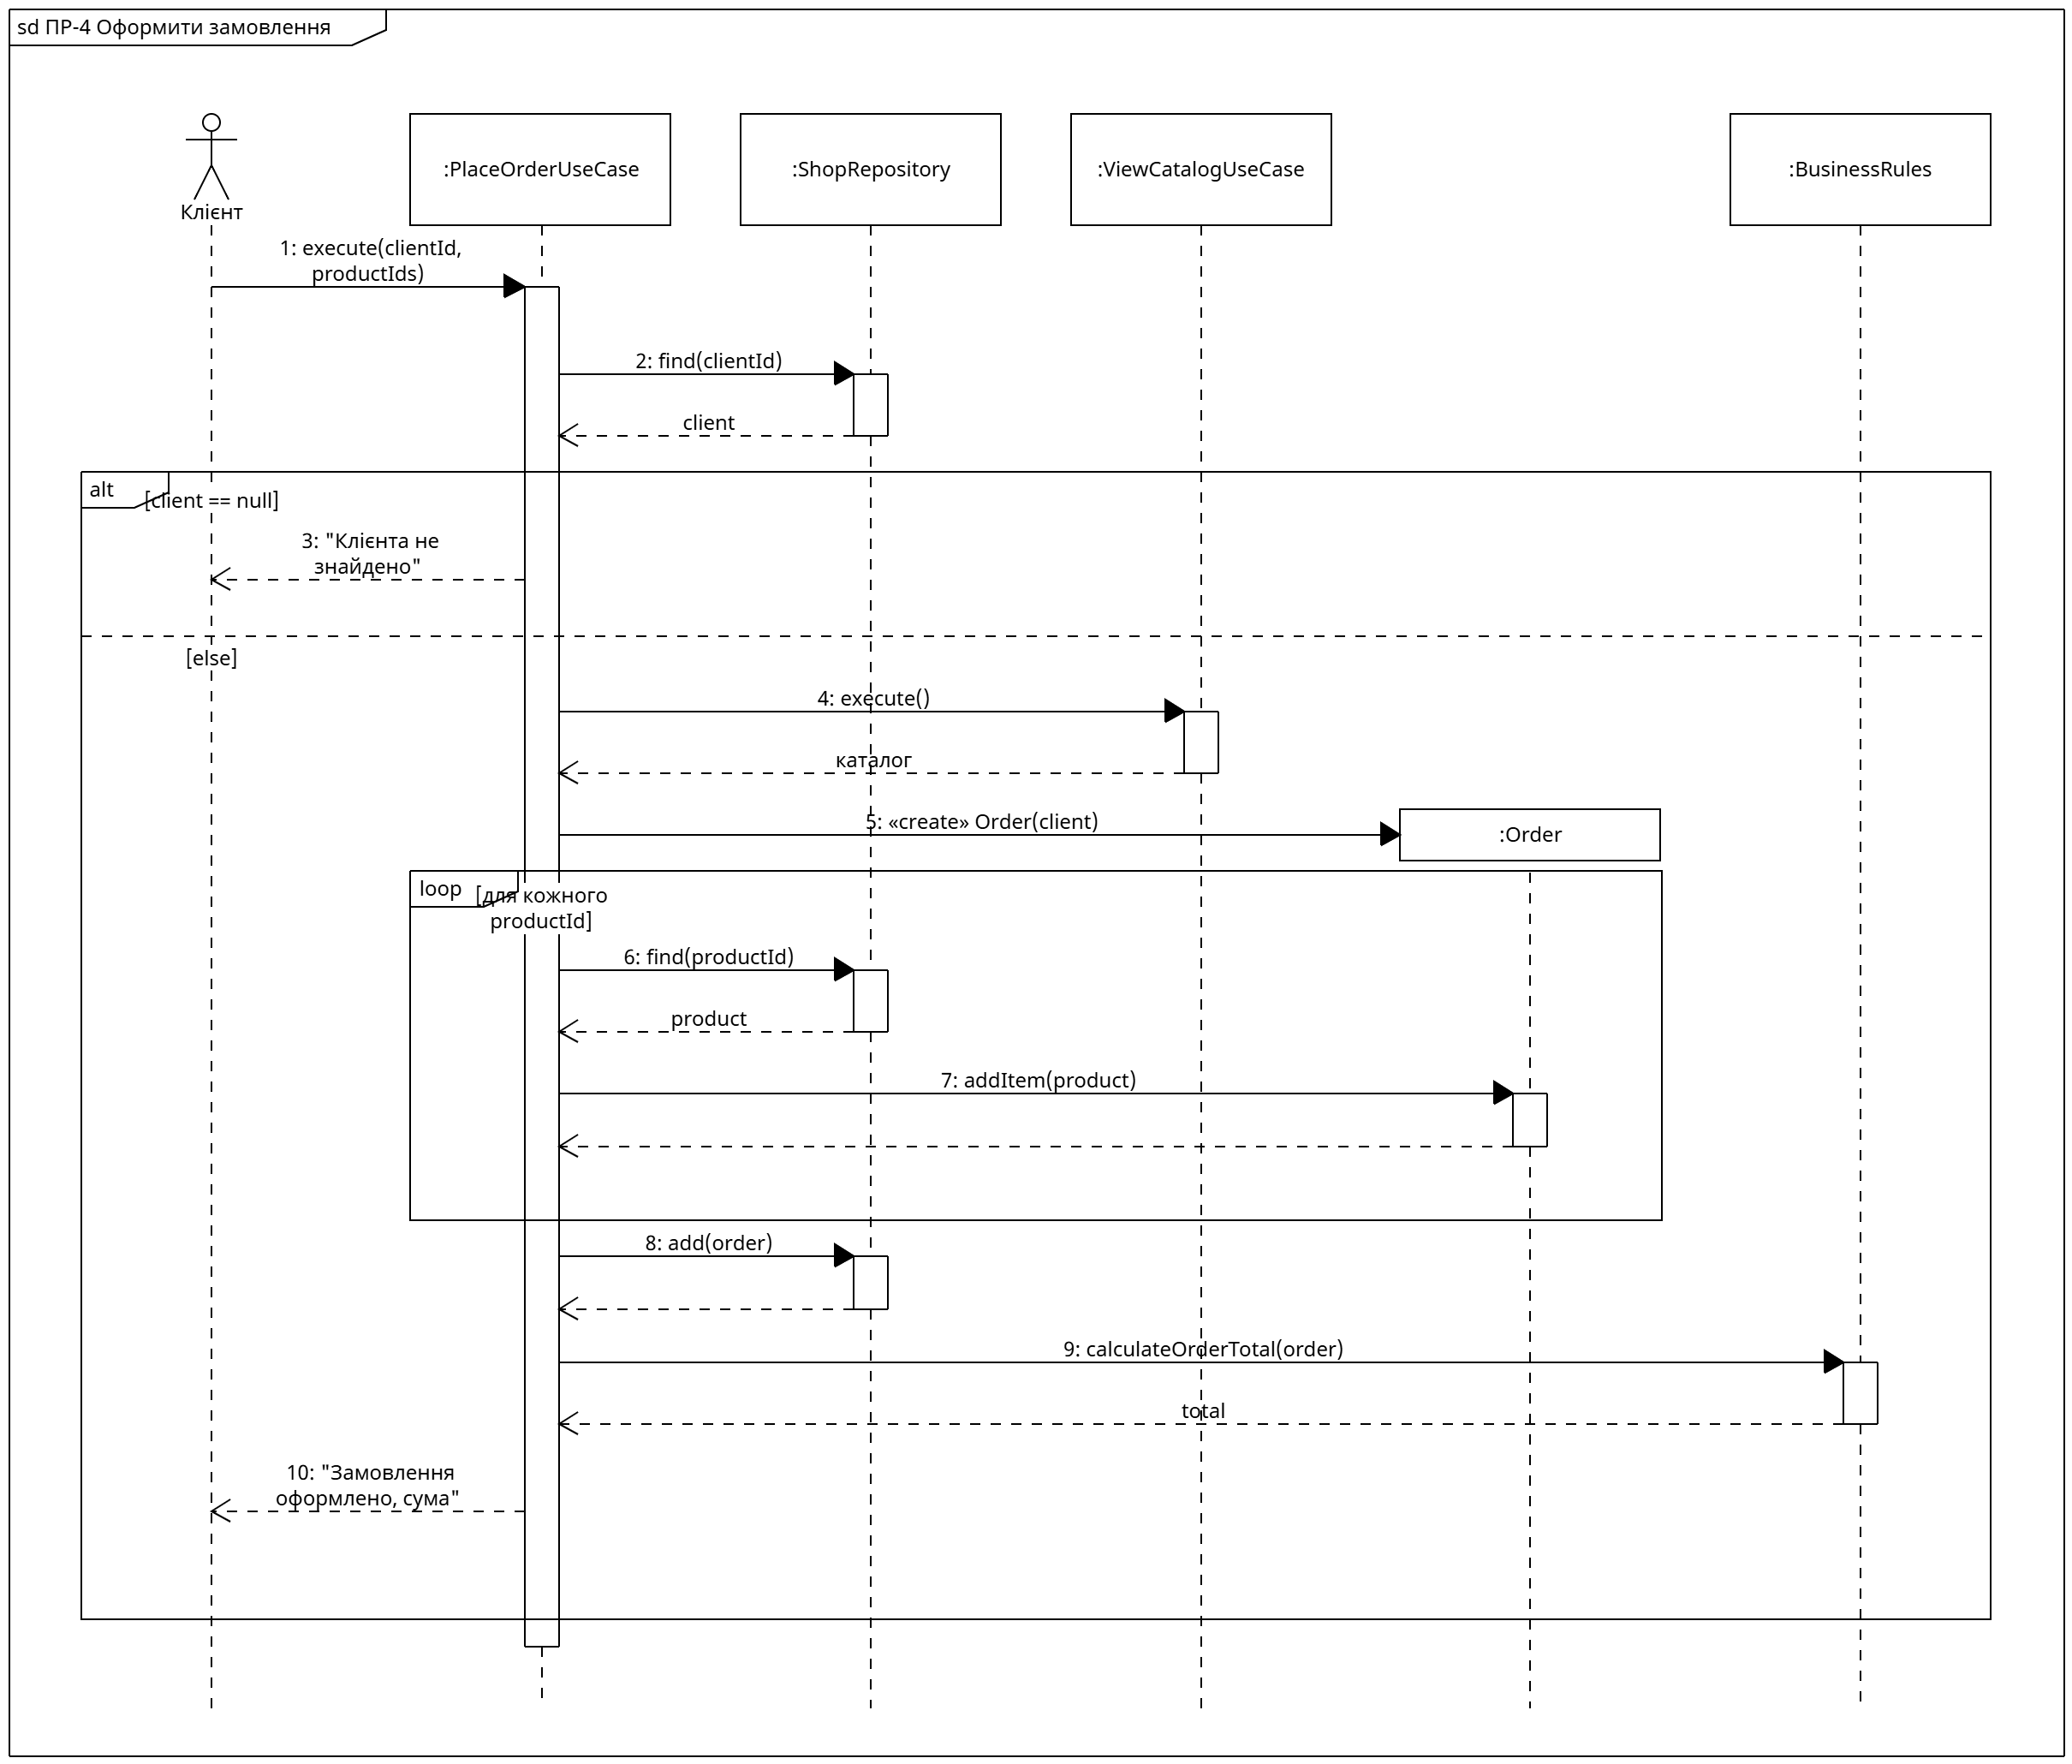 sd ПР-4 Оформити замовлення
Клієнт
:PlaceOrderUseCase
:ShopRepository
:ViewCatalogUseCase
:BusinessRules
1: execute(clientId,
productIds)
2: find(clientId)
client
alt
[client == null]
3: "Клієнта не
знайдено"
[else]
4: execute()
каталог
5: «create» Order(client)
:Order
loop
[для кожного
productId]
6: find(productId)
product
7: addItem(product)
8: add(order)
9: calculateOrderTotal(order)
total
10: "Замовлення
оформлено, сума"